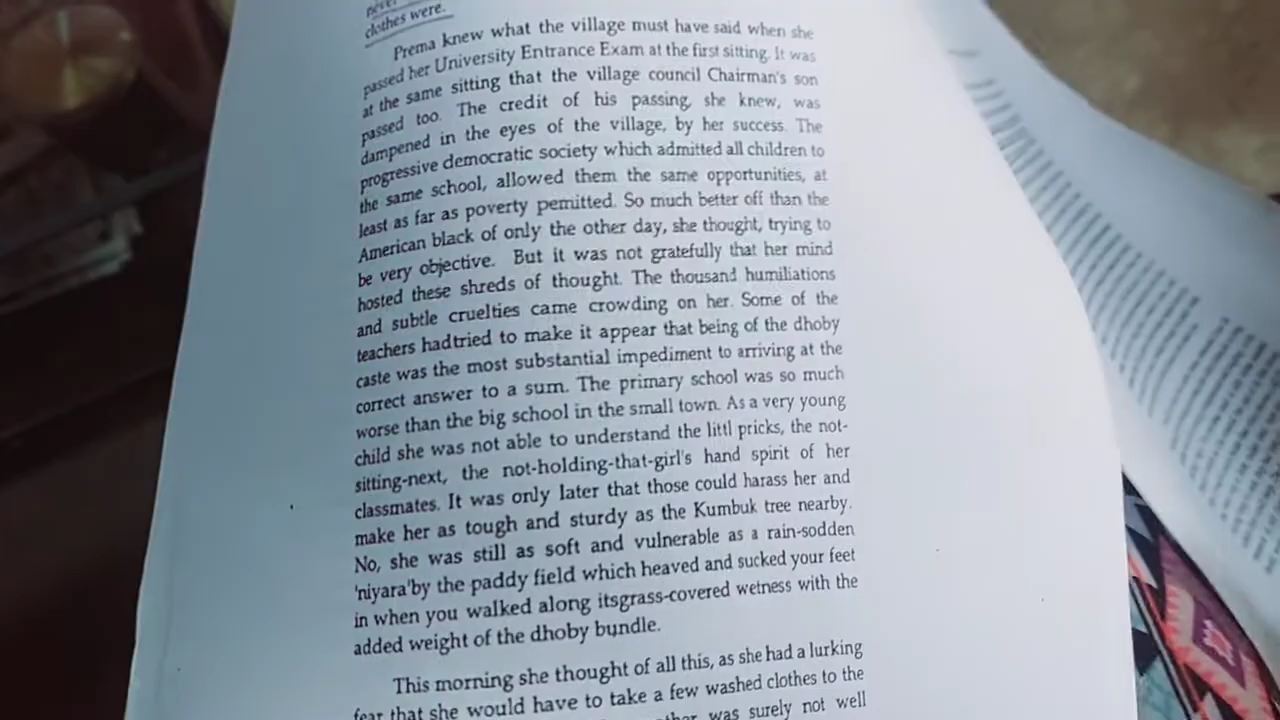 clothes were.
Prema knew what the village must have said when she
passed her University Entrance Exam at the first sitting. It was
at the same sitting that the village council Chairman's son
passed too. The credit of his passing, she knew, was
dampened in the eyes of the village, by her success. The
progressive democratic society which admitted all children to
the same school, allowed them the same opportunities, at
least as far as poverty pemitted. So much better off than the
American black of only the other day, she thought, trying to
be very objective. But it was not gratefully that her mind
hosted these shreds of thought. The thousand humiliations
and subtle cruelties came crowding on her. Some of the
teachers hadtried to make it appear that being of the dhoby
caste was the most substantial impediment to arriving at the
correct answer to a sum. The primary school was so much
worse than the big school in the small town. As a very young
child she was not able to understand the littl pricks, the not-
sitting-next, the not-holding-that-girl's hand spirit of her
classmates. It was only later that those could harass her and
make her as tough and sturdy as the Kumbuk tree nearby.
No, she was still as soft and vulnerable as a rain-sodden
'niyara'by the paddy field which heaved and sucked your feet
in when you walked along itsgrass-covered wetness with the
added weight of the dhoby bundle.
This morning she thought of all this, as she had a lurking
fear that she would have to take a few washed clothes to the
was surely not well